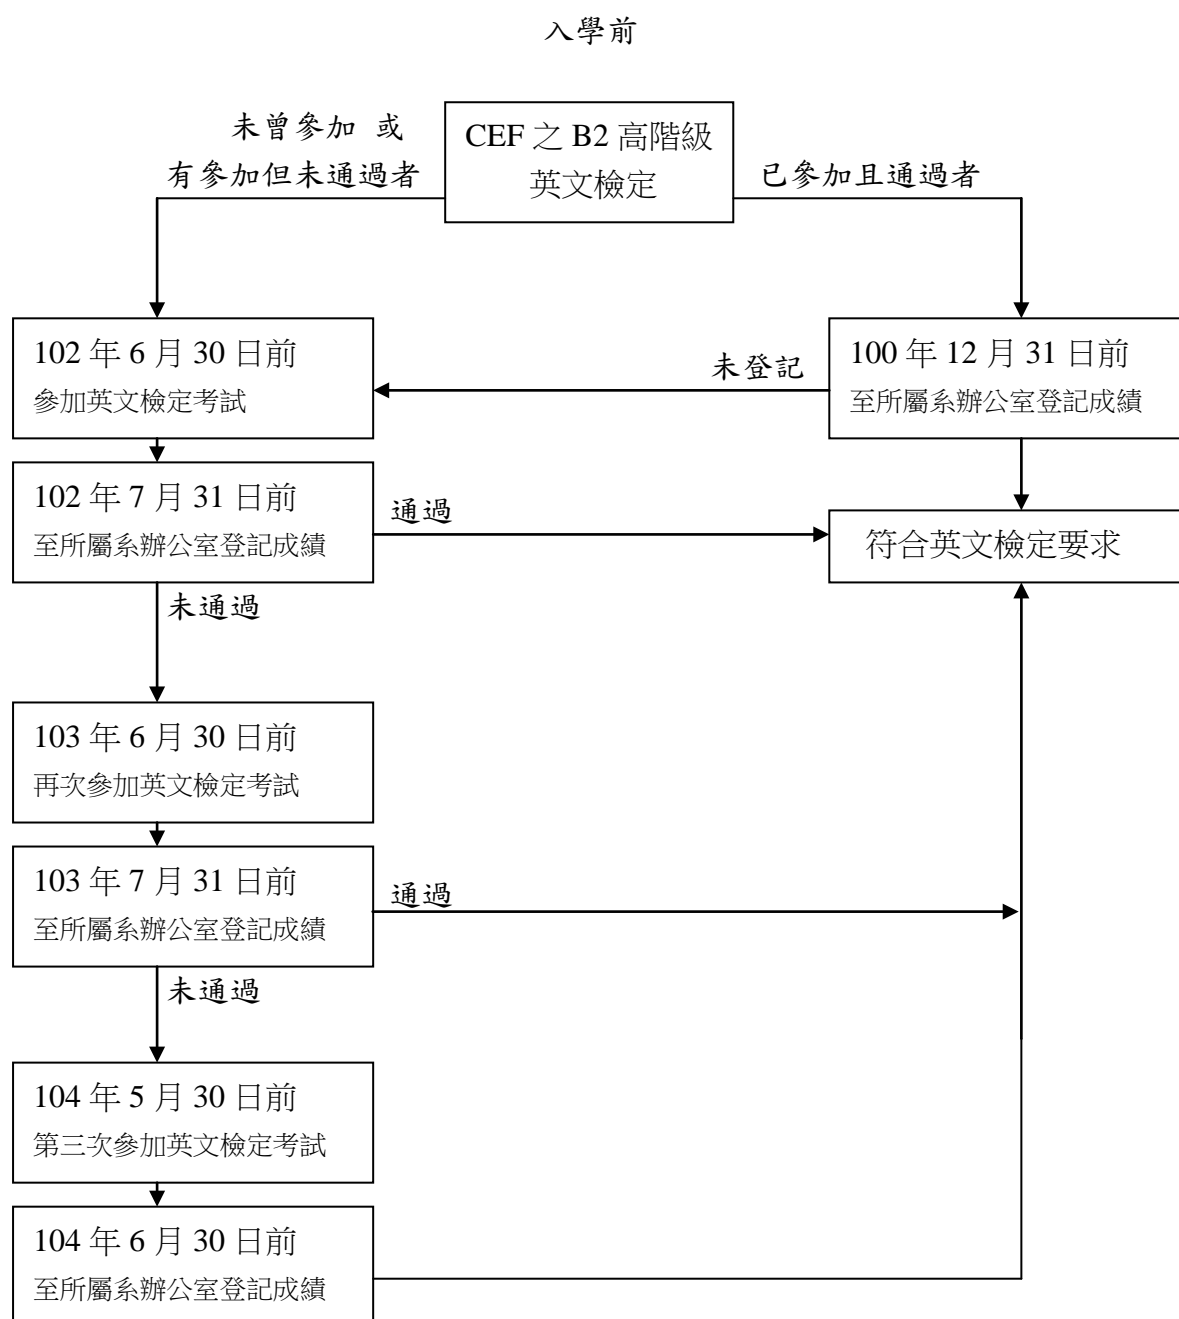 入學前
未曾參加 或
有參加但未通過者
CEF 之 B2 高階級
英文檢定
已參加且通過者
102 年 6 月 30 日前
參加英文檢定考試
未登記
100 年 12 月 31 日前
至所屬系辦公室登記成績
102 年 7 月 31 日前
至所屬系辦公室登記成績
通過
符合英文檢定要求
未通過
103 年 6 月 30 日前
再次參加英文檢定考試
103 年 7 月 31 日前
至所屬系辦公室登記成績
通過
未通過
104 年 5 月 30 日前
第三次參加英文檢定考試
104 年 6 月 30 日前
至所屬系辦公室登記成績